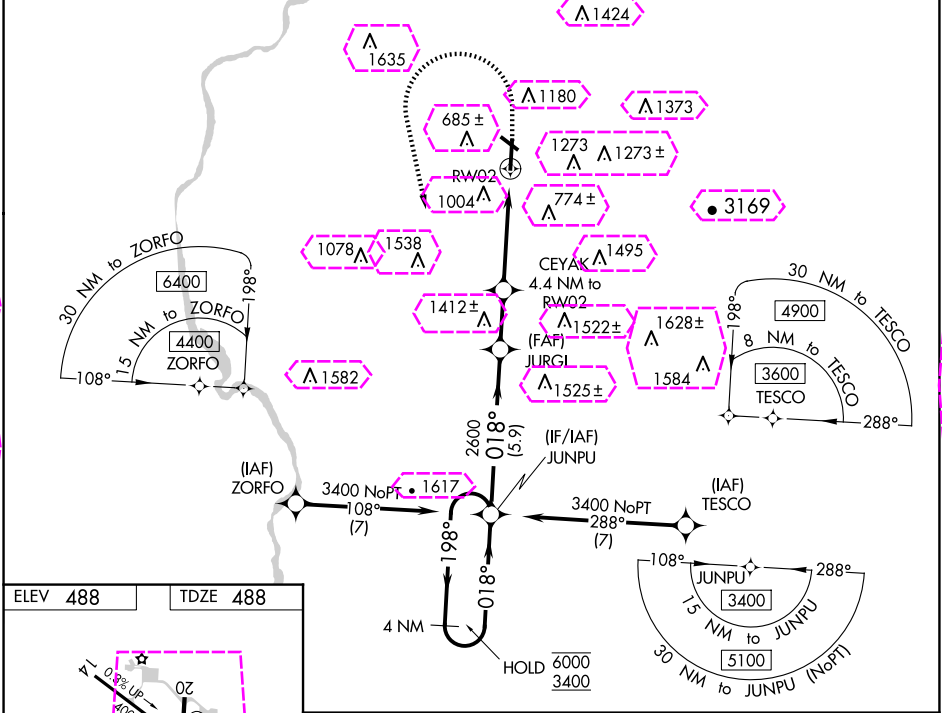 1424
1635
1180
1373
685 ±
1273
1273 ±
RW02
1004
774 ±
3169
30 NM to ZORFO
6400
198°
15 NM to ZORFO
4400
ZORFO
108°
1078
1538
1495
CEYAK
4.4 NM to
RW02
1412 ±
1522 ±
1628 ±
1584
30 NM to TESCO
4900
198°
8 NM to TESCO
3600
TESCO
288°
1582
(FAF)
JURGI
1525 ±
2600
018°
(5.9)
(IF/IAF)
JUNPU
(IAF)
ZORFO
3400 NoPT
108°
(7)
1617
3400 NoPT
288°
(7)
(IAF)
TESCO
198°
018°
4 NM
HOLD
6000
3400
108°
JUNPU
288°
3400
15 NM to JUNPU
5100
30 NM to JUNPU (NoPT)
ELEV 488
TDZE 488
14
0.3% UP
20